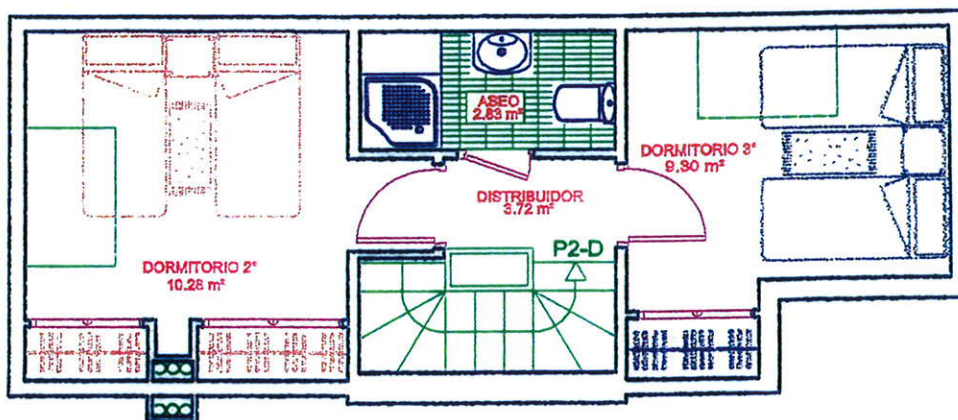 ASEO
2.83 m²
DORMITORIO 3°
9.30 m²
DISTRIBUIDOR
3.72 m²
P2-D
DORMITORIO 2°
10.28 m²